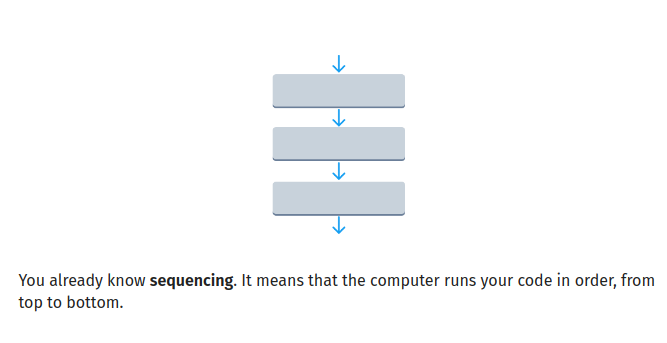 You already know sequencing. It means that the computer runs your code in order, from
top to bottom.